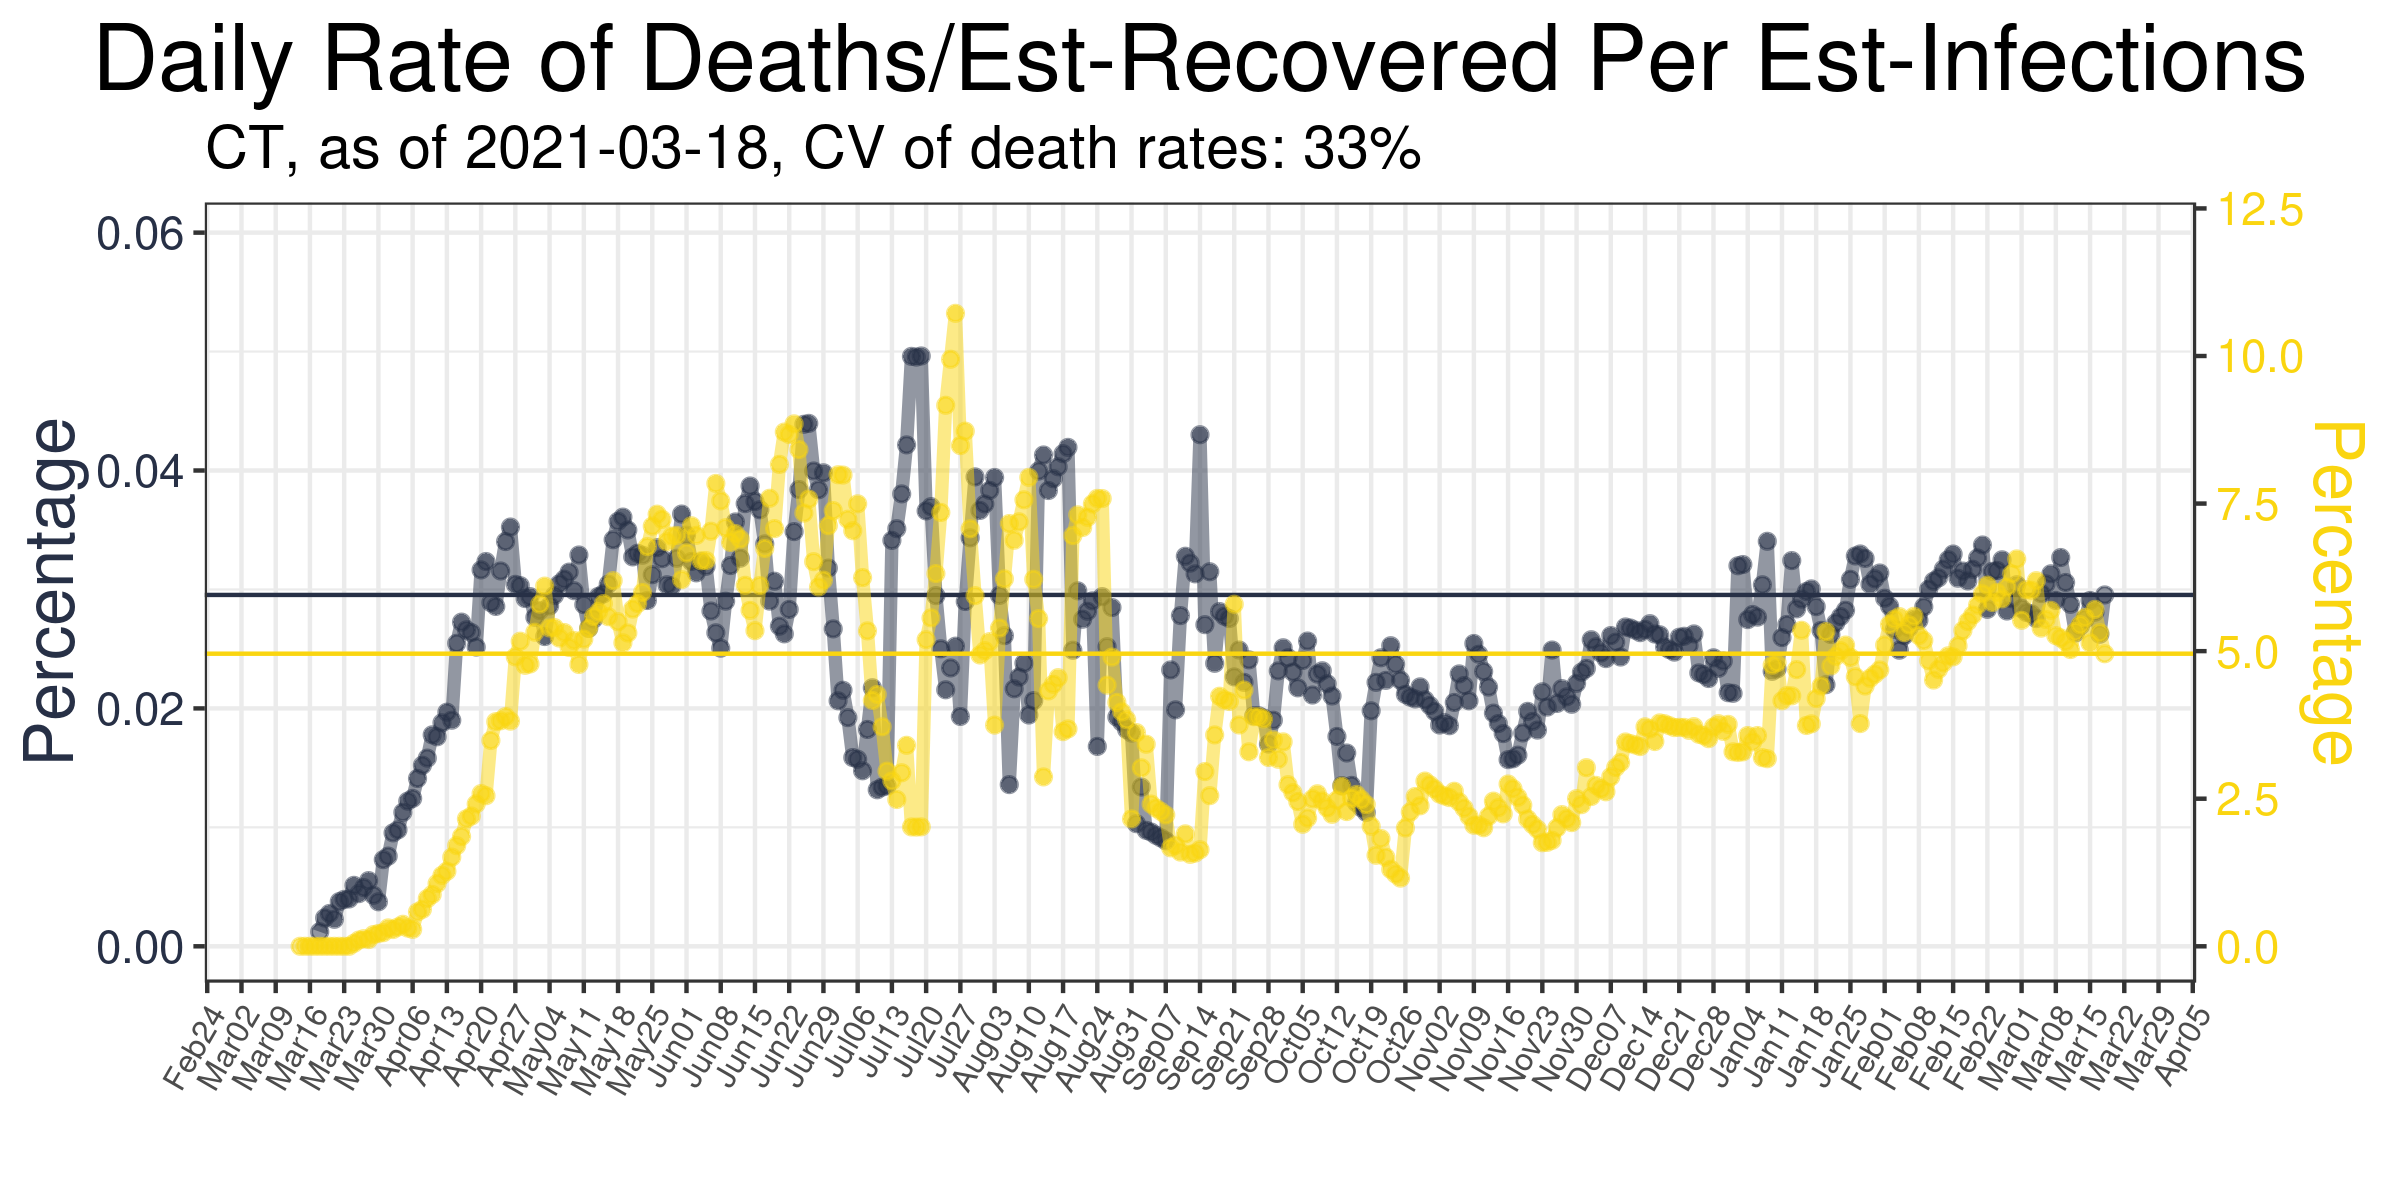 Daily Rate of Deaths/Est-Recovered Per Est-Infections
CT, as of 2021-03-18, CV of death rates: 33%
Percentage
0.06
0.04
0.02
0.00
12.5
10.0
7.5
5.0
2.5
0.0
Percentage
Feb24
Mar02
Mar09
Mar16
Mar23
Mar30
Apr06
Apr13
Apr20
Apr27
May04
May11
May18
May25
Jun01
Jun08
Jun15
Jun22
Jun29
Jul06
Jul13
Jul20
Jul27
Aug03
Aug10
Aug17
Aug24
Aug31
Sep07
Sep14
Sep21
Sep28
Oct05
Oct12
Oct19
Oct26
Nov02
Nov09
Nov16
Nov23
Nov30
Dec07
Dec14
Dec21
Dec28
Jan04
Jan11
Jan18
Jan25
Feb01
Feb08
Feb15
Feb22
Mar01
Mar08
Mar15
Mar22
Mar29
Apr05